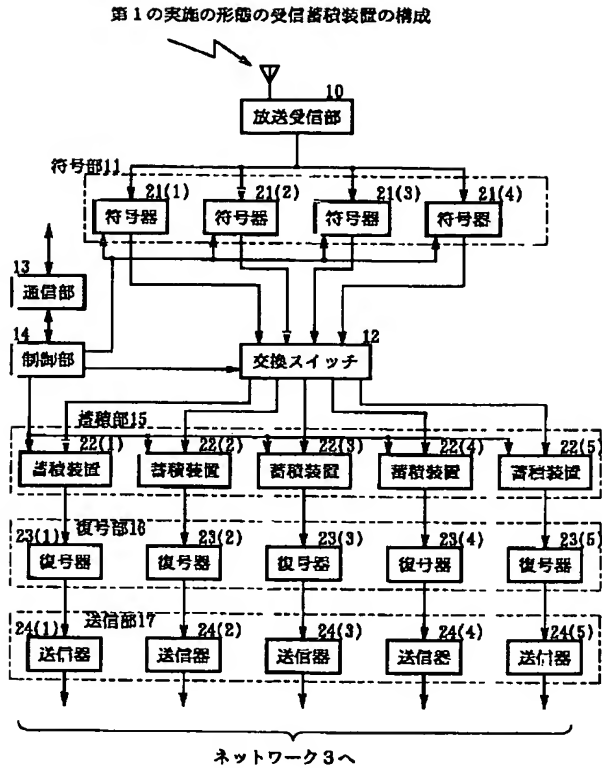 第1の実施の形態の受信蓄積装置の構成
10
放送受信部
符号部11
21(1) 21(2) 21(3) 21(4)
符号器 符号器 符号器 符号器
13
通信部
14
制御部
12
交換スイッチ
蓄積部15
22(1) 22(2) 22(3) 22(4) 22(5)
蓄積装置 蓄積装置 蓄積装置 蓄積装置 蓄積装置
復号部16
23(1) 23(2) 23(3) 23(4) 23(5)
復号器 復号器 復号器 復号器 復号器
送信部17
24(1) 24(2) 24(3) 24(4) 24(5)
送信器 送信器 送信器 送信器 送信器
ネットワーク3へ